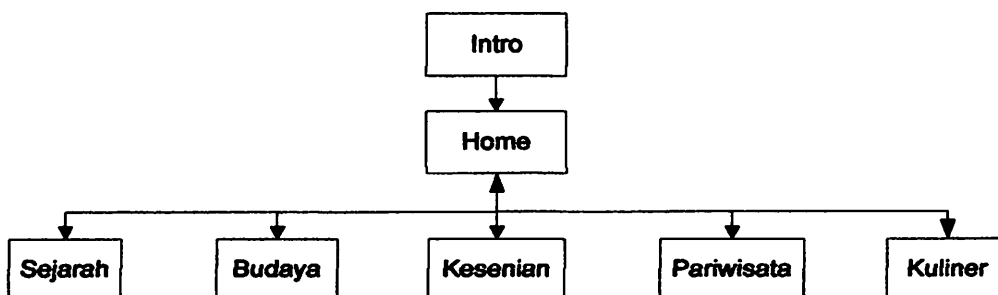 Intro
Home
Sejarah
Budaya
Kesenian
Pariwisata
Kuliner